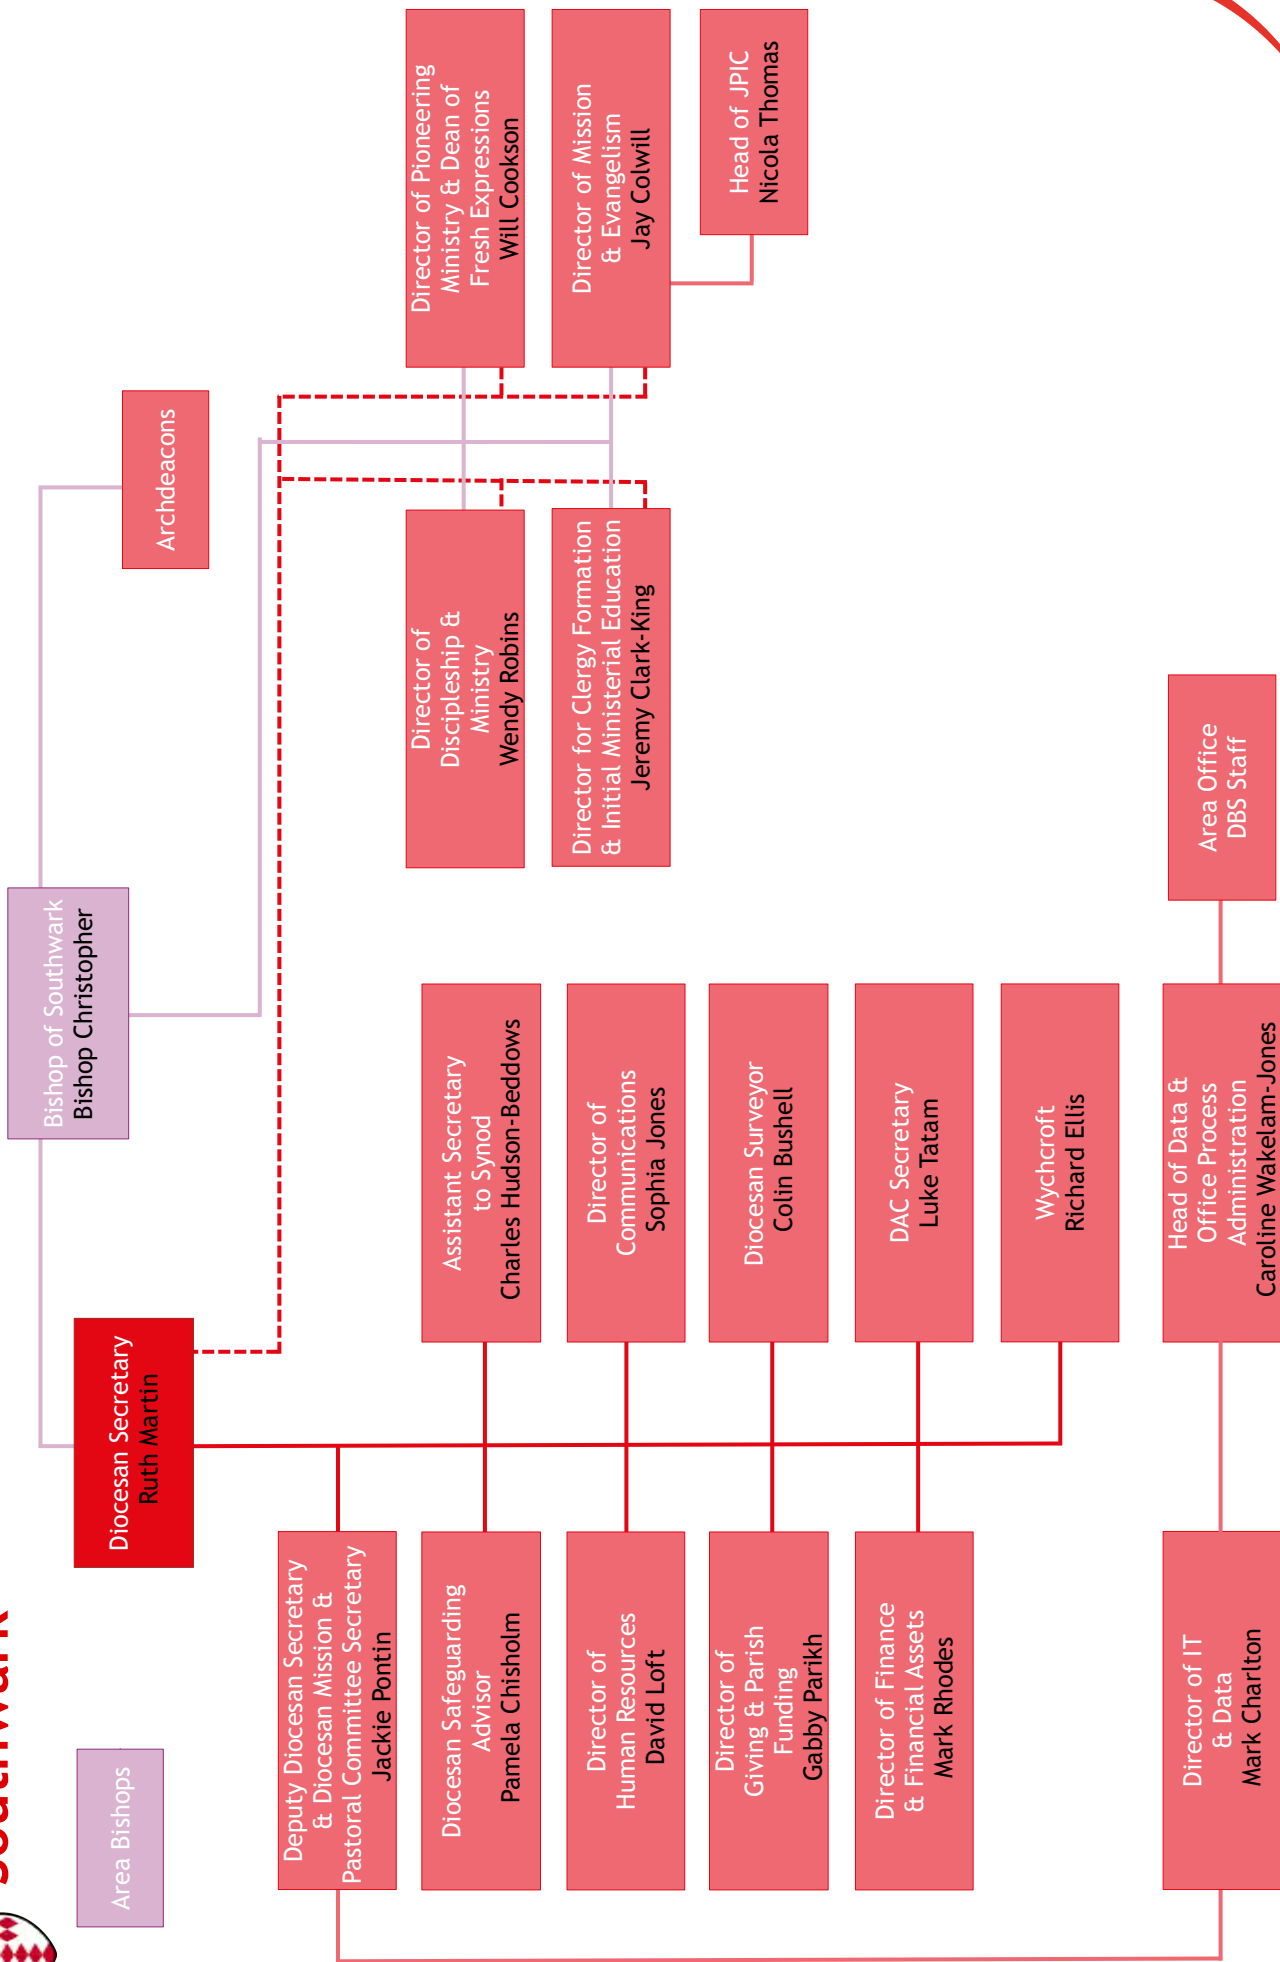 Southwark
Bishop of Southwark
Bishop Christopher
Area Bishops
Diocesan Secretary
Ruth Martin
Archdeacons
Deputy Diocesan Secretary
& Diocesan Mission &
Pastoral Committee Secretary
Jackie Pontin
Diocesan Safeguarding
Advisor
Pamela Chisholm
Assistant Secretary
to Synod
Charles Hudson-Beddows
Director of
Discipleship &
Ministry
Wendy Robins
Director of Pioneering
Ministry & Dean of
Fresh Expressions
Will Cookson
Director of
Human Resources
David Loft
Director of
Communications
Sophia Jones
Director for Clergy Formation
& Initial Ministerial Education
Jeremy Clark-King
Director of Mission
& Evangelism
Jay Colwill
Director of
Giving & Parish
Funding
Gabby Parikh
Diocesan Surveyor
Colin Bushell
Head of JPIC
Nicola Thomas
Director of Finance
& Financial Assets
Mark Rhodes
DAC Secretary
Luke Tatam
Wychcroft
Richard Ellis
Director of IT
& Data
Mark Charlton
Head of Data &
Office Process
Administration
Caroline Wakelam-Jones
Area Office
DBS Staff